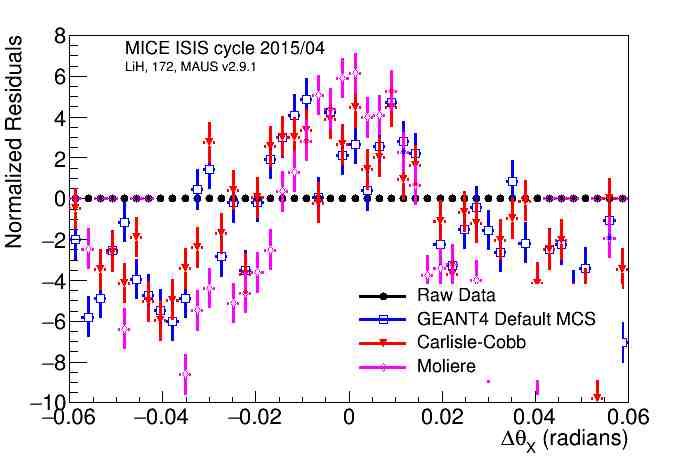 MICE ISIS cycle 2015/04
LiH, 172, MAUS v2.9.1
Normalized Residuals
8
6
4
2
0
−2
−4
−6
−8
−10
Raw Data
GEANT4 Default MCS
Carlisle-Cobb
Moliere
−0.06 −0.04 −0.02 0 0.02 0.04 0.06
Δθ_X (radians)